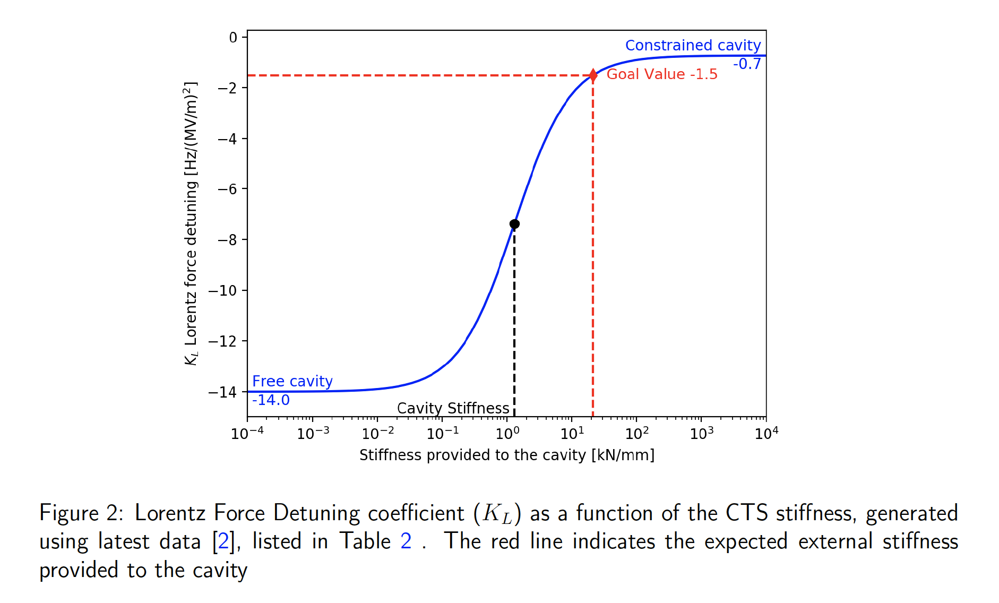 0
Constrained cavity
-0.7
Goal Value -1.5
−2
−4
−6
−8
−10
−12
−14
K_L Lorentz force detuning [Hz/(MV/m)²]
Free cavity
-14.0
Cavity Stiffness
10⁻⁴ 10⁻³ 10⁻² 10⁻¹ 10⁰ 10¹ 10² 10³ 10⁴
Stiffness provided to the cavity [kN/mm]
Figure 2: Lorentz Force Detuning coefficient (K_L) as a function of the CTS stiffness, generated
using latest data [2], listed in Table 2 . The red line indicates the expected external stiffness
provided to the cavity